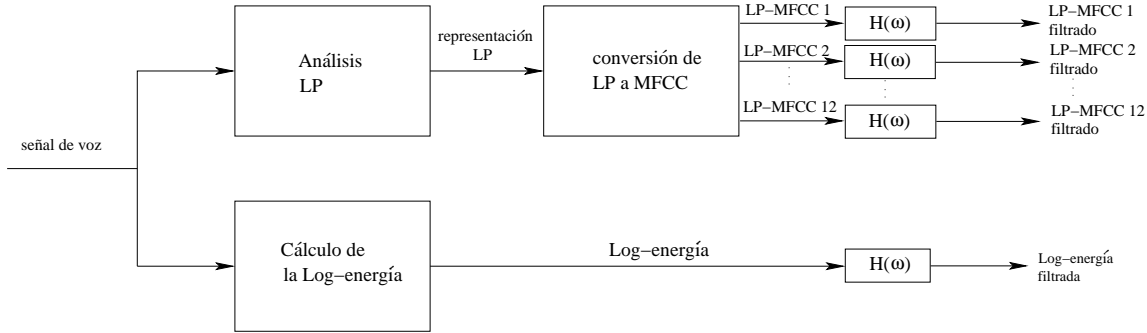 señal de voz
Análisis
LP
representación
LP
conversión de
LP a MFCC
LP−MFCC 1
H(ω)
LP−MFCC 1
filtrado
LP−MFCC 2
H(ω)
LP−MFCC 2
filtrado
LP−MFCC 12
H(ω)
LP−MFCC 12
filtrado
Cálculo de
la Log−energía
Log−energía
H(ω)
Log−energía
filtrada